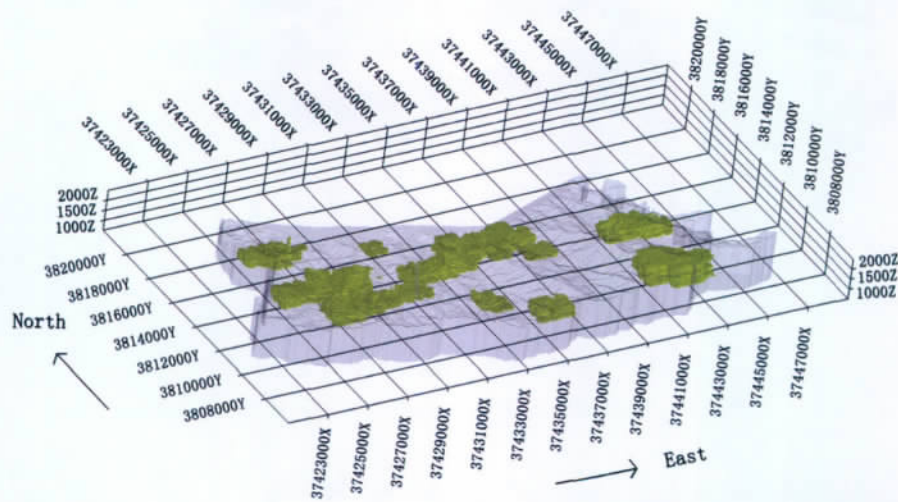 37423000X
37425000X
37427000X
37429000X
37431000X
37433000X
37435000X
37437000X
37439000X
37441000X
37443000X
37445000X
37447000X
3820000Y
3818000Y
3816000Y
3814000Y
3812000Y
3810000Y
3808000Y
2000Z
1500Z
1000Z
3820000Y
3818000Y
3816000Y
3814000Y
3812000Y
3810000Y
3808000Y
2000Z
1500Z
1000Z
North
37423000X
37425000X
37427000X
37429000X
37431000X
37433000X
37435000X
37437000X
37439000X
37441000X
37443000X
37445000X
37447000X
East